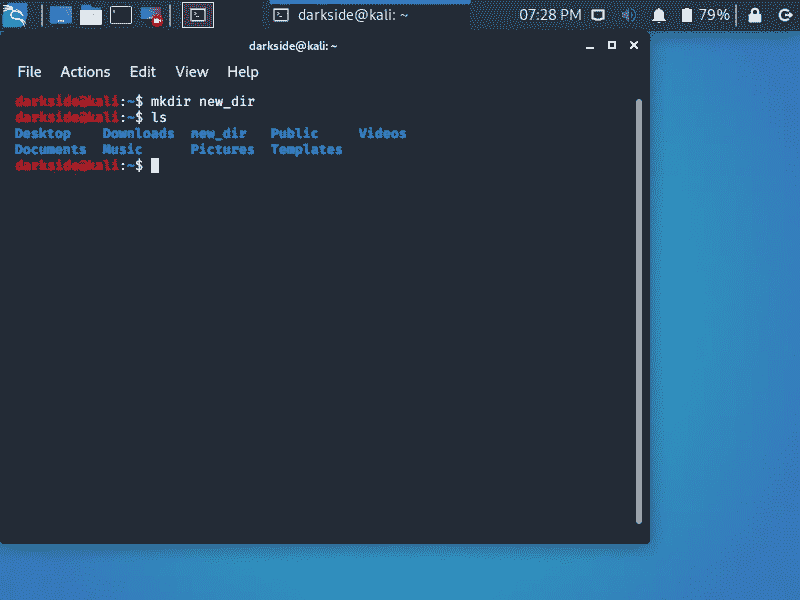 darkside@kali: ~ 07:28 PM 79%
darkside@kali:~
File Actions Edit View Help
darkside@kali:~$ mkdir new_dir
darkside@kali:~$ ls
Desktop Downloads new_dir Public Videos
Documents Music Pictures Templates
darkside@kali:~$